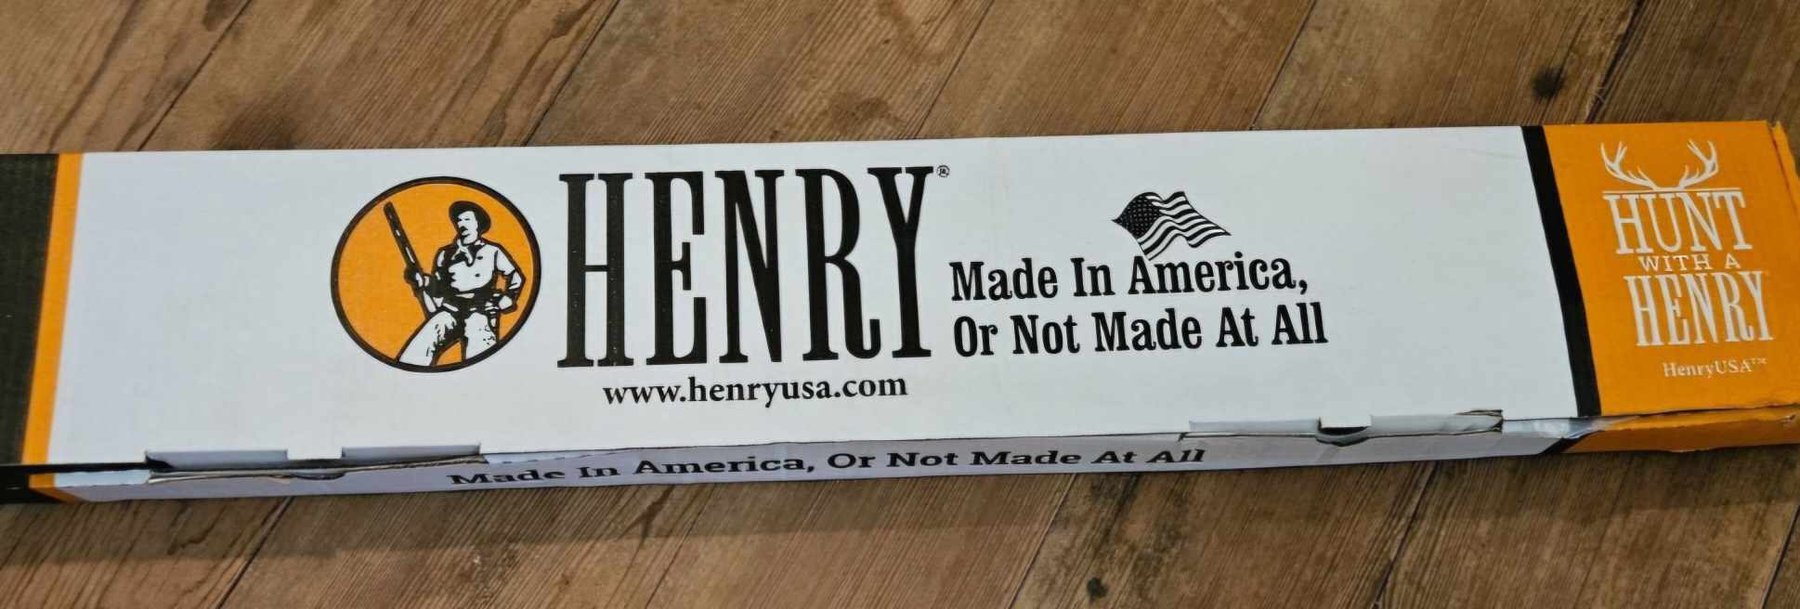 HENRY®
Made In America,
Or Not Made At All
www.henryusa.com
HUNT
WITH A
HENRY
HenryUSA™
Made In America, Or Not Made At All